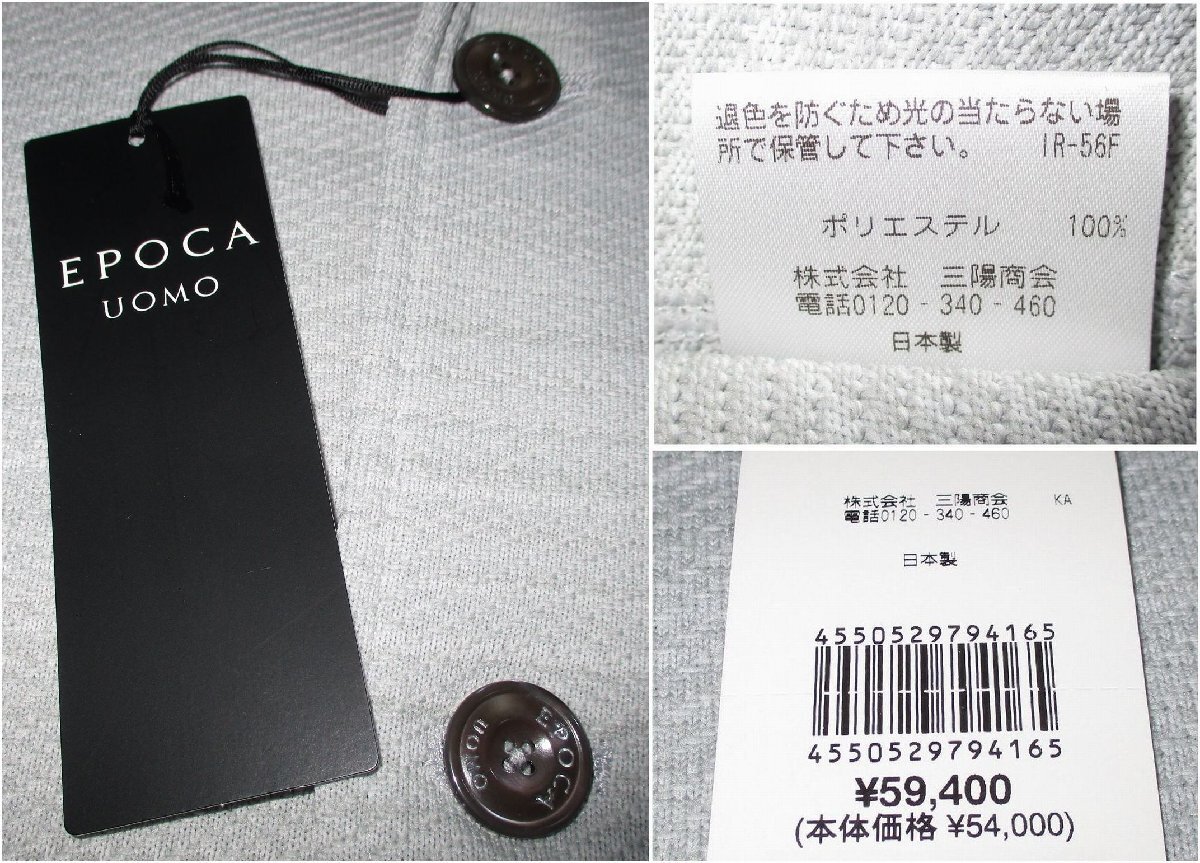 EPOCA
UOMO
EPOCA
UOMO
EPOCA
UOMO
退色を防ぐため光の当たらない場
所で保管して下さい。 IR-56F
ポリエステル 100%
株式会社 三陽商会
電話0120-340-460
日本製
株式会社 三陽商会 KA
電話0120-340-460
日本製
4550529794165
4550529794165
¥59,400
(本体価格 ¥54,000)